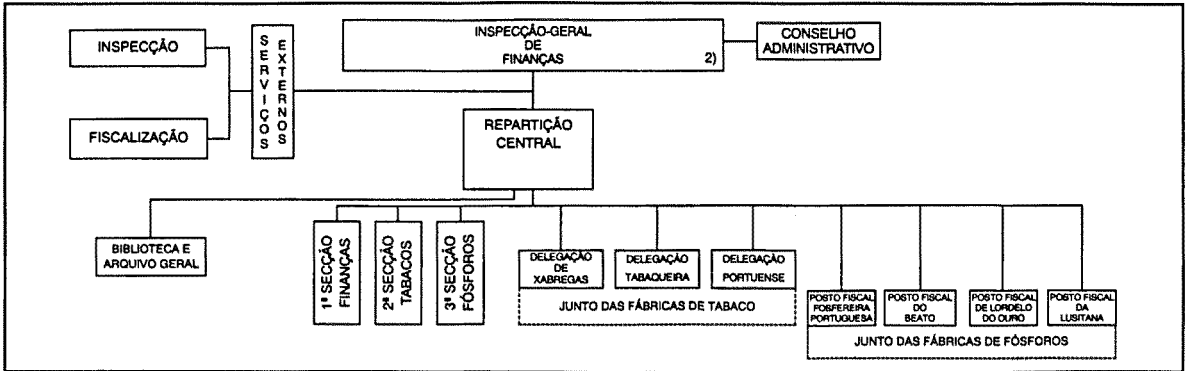 INSPECÇÃO
FISCALIZAÇÃO
SERVIÇOS
EXTERNOS
INSPECÇÃO-GERAL
DE
FINANÇAS 2)
CONSELHO
ADMINISTRATIVO
REPARTIÇÃO
CENTRAL
BIBLIOTECA E
ARQUIVO GERAL
1ª SECÇÃO
FINANÇAS
2ª SECÇÃO
TABACOS
3ª SECÇÃO
FÓSFOROS
DELEGAÇÃO
DE
XABREGAS
DELEGAÇÃO
TABAQUEIRA
DELEGAÇÃO
PORTUENSE
JUNTO DAS FÁBRICAS DE TABACO
POSTO FISCAL
FOSFEREIRA
PORTUGUESA
POSTO FISCAL
DO
BEATO
POSTO FISCAL
DE LORDELO
DO OURO
POSTO FISCAL
DA
LUSITANA
JUNTO DAS FÁBRICAS DE FÓSFOROS